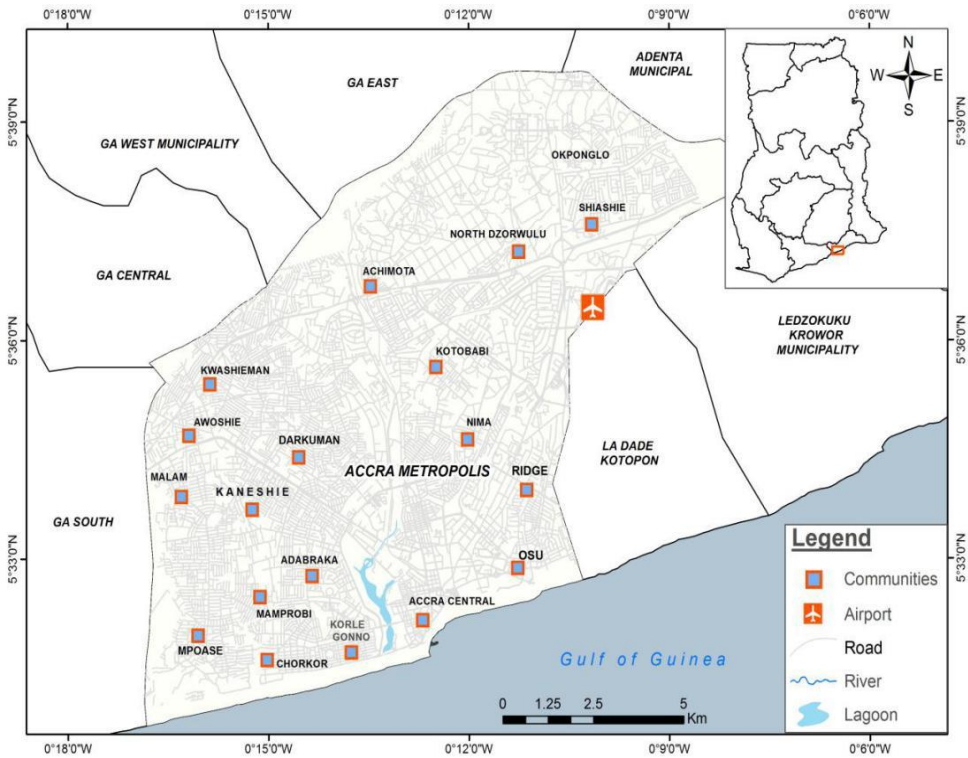 0°18'0"W 0°15'0"W 0°12'0"W 0°9'0"W 0°6'0"W
ADENTA
MUNICIPAL
GA EAST
N
W E
S
5°39'0"N 5°39'0"N
GA WEST MUNICIPALITY
OKPONGLO
SHIASHIE
NORTH DZORWULU
GA CENTRAL
ACHIMOTA
LEDZOKUKU
KROWOR
MUNICIPALITY
5°36'0"N 5°36'0"N
KOTOBABI
KWASHIEMAN
AWOSHIE
NIMA
DARKUMAN
LA DADE
KOTOPON
ACCRA METROPOLIS
RIDGE
MALAM
KANESHIE
GA SOUTH
Legend
5°33'0"N 5°33'0"N
OSU
ADABRAKA
Communities
ACCRA CENTRAL
MAMPROBI
Airport
KORLE
GONNO
MPOASE
Road
CHORKOR
Gulf of Guinea
River
0 1.25 2.5 5
Km
Lagoon
0°18'0"W 0°15'0"W 0°12'0"W 0°9'0"W 0°6'0"W